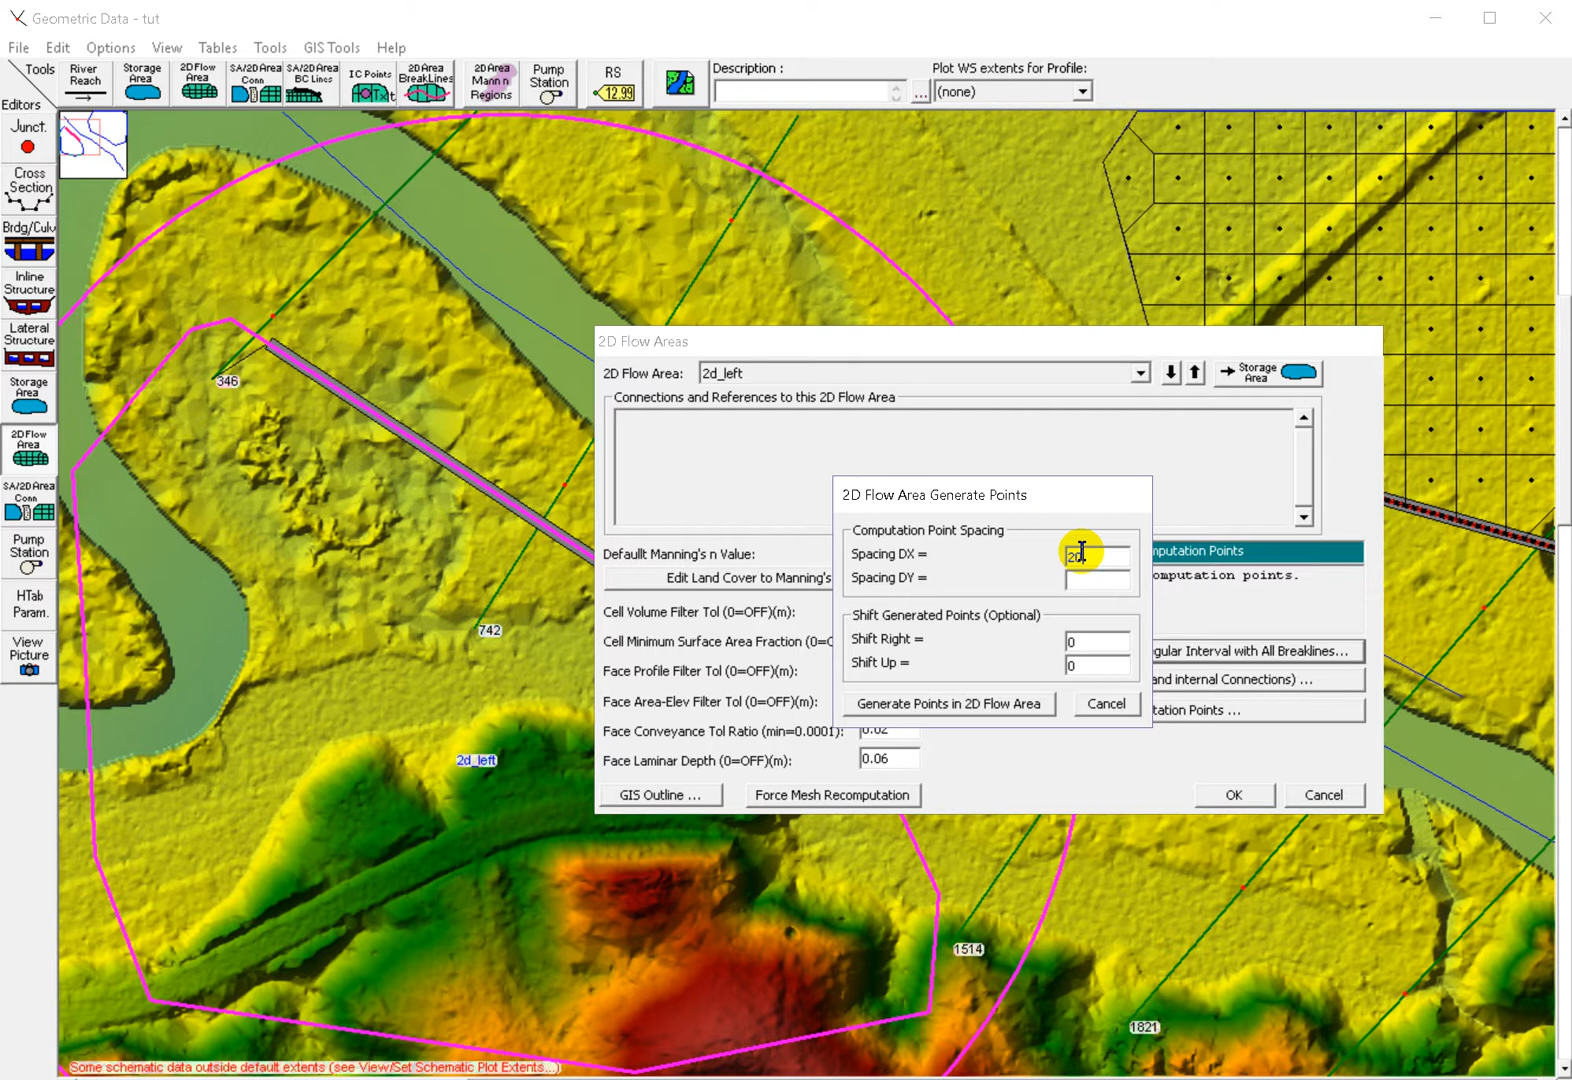 Geometric Data - tut
File Edit Options View Tables Tools GIS Tools Help
Tools
Editors
River
Reach
Storage
Area
2D Flow
Area
SA/2D Area
Conn
SA/2D Area
BC Lines
IC Points
2D Area
BreakLines
2D Area
Mann n
Regions
Pump
Station
RS
12.99
Description :
...
Plot WS extents for Profile:
(none)
Junct.
Cross
Section
Brdg/Culv
Inline
Structure
Lateral
Structure
Storage
Area
2D Flow
Area
SA/2D Area
Conn
Pump
Station
HTab
Param.
View
Picture
346
742
2d_left
1514
1821
Some schematic data outside default extents (see View/Set Schematic Plot Extents...)
2D Flow Areas
2D Flow Area: 2d_left
Storage
Area
Connections and References to this 2D Flow Area
Defaullt Manning's n Value:
Edit Land Cover to Manning's
Cell Volume Filter Tol (0=OFF)(m):
Cell Minimum Surface Area Fraction (0=O
Face Profile Filter Tol (0=OFF)(m):
Face Area-Elev Filter Tol (0=OFF)(m):
Face Conveyance Tol Ratio (min=0.0001): 0.02
Face Laminar Depth (0=OFF)(m): 0.06
mputation Points
omputation points.
gular Interval with All Breaklines...
and internal Connections) ...
tation Points ...
GIS Outline ...
Force Mesh Recomputation
OK
Cancel
2D Flow Area Generate Points
Computation Point Spacing
Spacing DX = 20
Spacing DY =
Shift Generated Points (Optional)
Shift Right = 0
Shift Up = 0
Generate Points in 2D Flow Area
Cancel